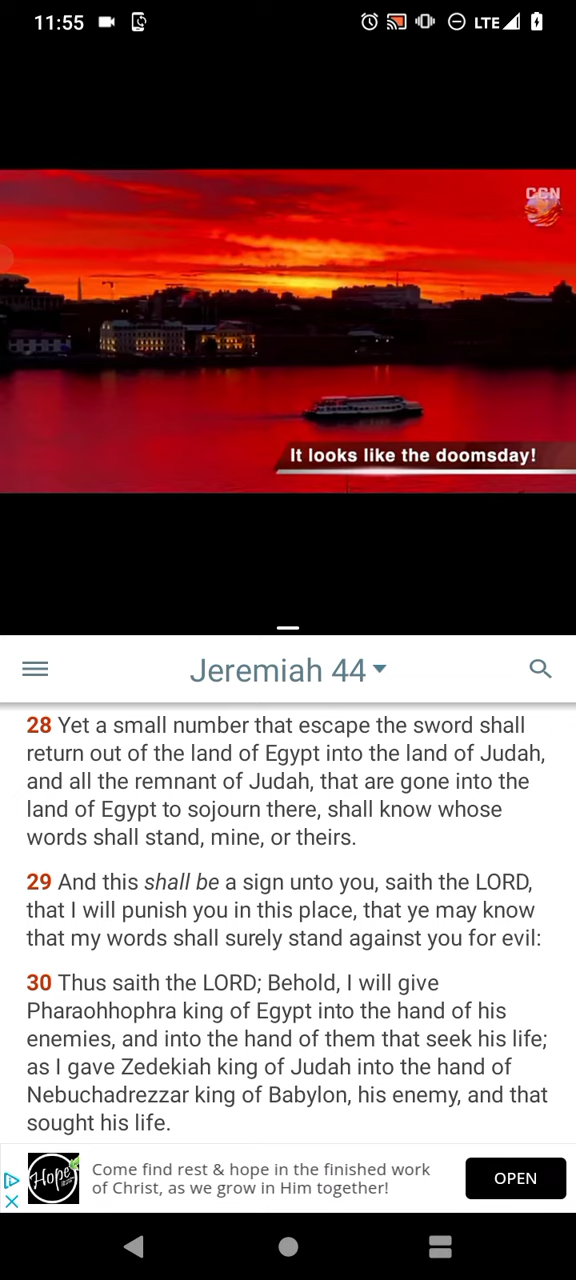 11:55
LTE
CBN
It looks like the doomsday!
Jeremiah 44
28 Yet a small number that escape the sword shall
return out of the land of Egypt into the land of Judah,
and all the remnant of Judah, that are gone into the
land of Egypt to sojourn there, shall know whose
words shall stand, mine, or theirs.
29 And this shall be a sign unto you, saith the LORD,
that I will punish you in this place, that ye may know
that my words shall surely stand against you for evil:
30 Thus saith the LORD; Behold, I will give
Pharaohhophra king of Egypt into the hand of his
enemies, and into the hand of them that seek his life;
as I gave Zedekiah king of Judah into the hand of
Nebuchadrezzar king of Babylon, his enemy, and that
sought his life.
Hope
Come find rest & hope in the finished work
of Christ, as we grow in Him together!
OPEN